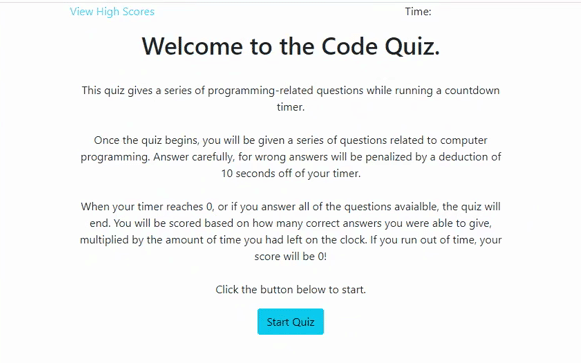 View High Scores Time:
Welcome to the Code Quiz.
This quiz gives a series of programming-related questions while running a countdown
timer.
Once the quiz begins, you will be given a series of questions related to computer
programming. Answer carefully, for wrong answers will be penalized by a deduction of
10 seconds off of your timer.
When your timer reaches 0, or if you answer all of the questions avaialble, the quiz will
end. You will be scored based on how many correct answers you were able to give,
multiplied by the amount of time you had left on the clock. If you run out of time, your
score will be 0!
Click the button below to start.
Start Quiz